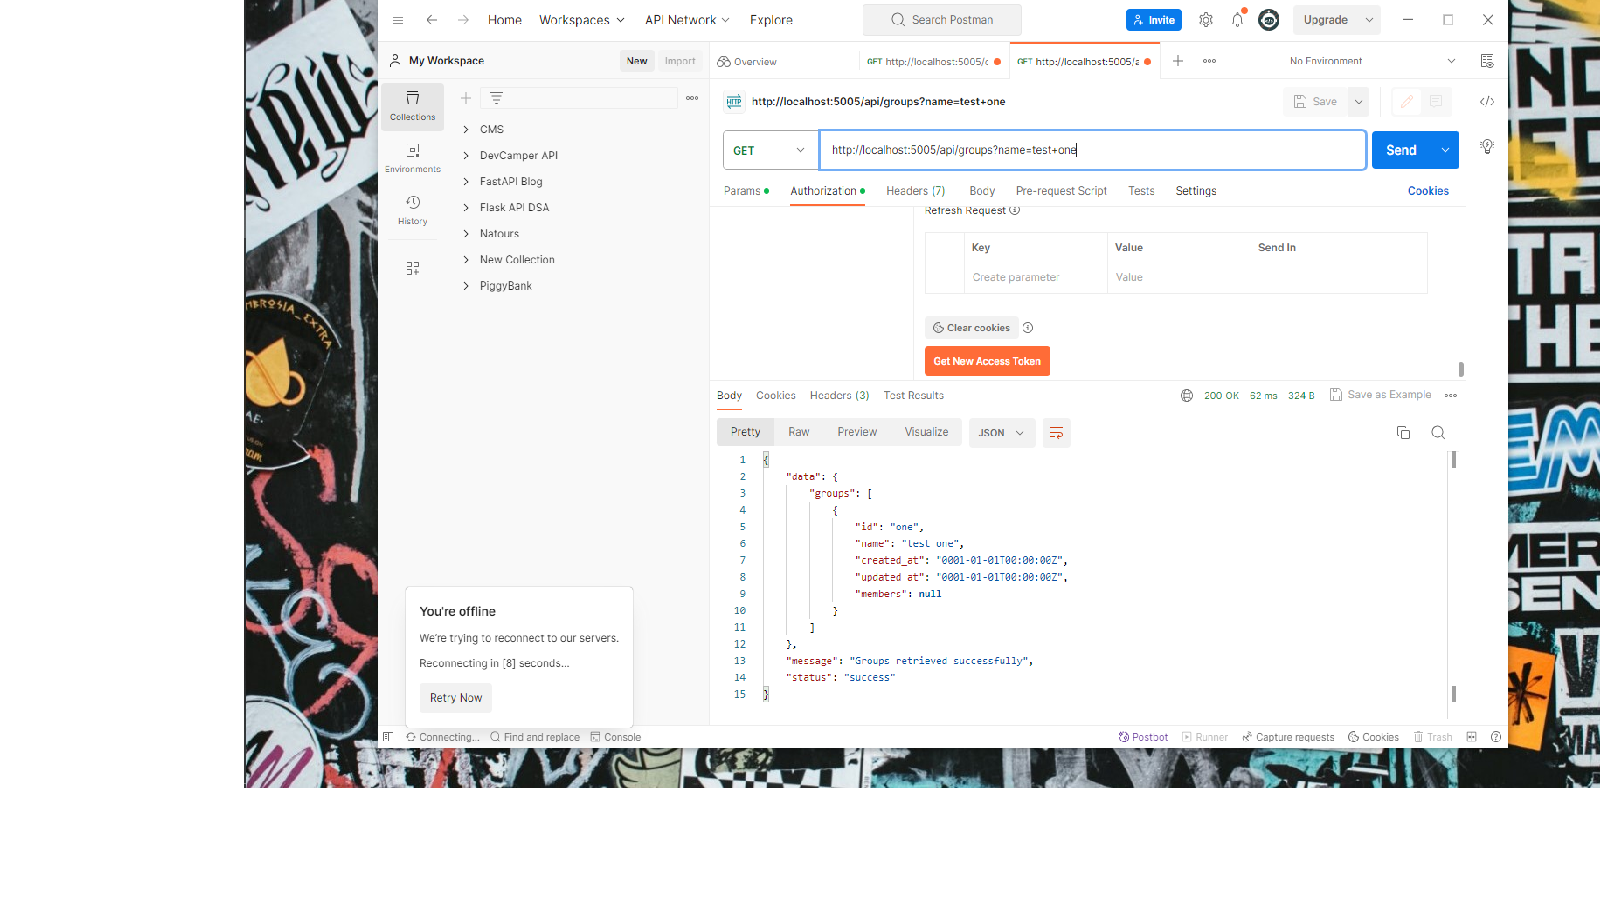 Home Workspaces API Network Explore Search Postman Invite Upgrade
My Workspace New Import
Overview GET http://localhost:5005/c GET http://localhost:5005/a No Environment
HTTP http://localhost:5005/api/groups?name=test+one Save
Collections
Environments
History
CMS
DevCamper API
FastAPI Blog
Flask API DSA
Natours
New Collection
PiggyBank
GET http://localhost:5005/api/groups?name=test+one Send
Params Authorization Headers (7) Body Pre-request Script Tests Settings Cookies
Refresh Request
Key Value Send In
Create parameter Value
Clear cookies
Get New Access Token
Body Cookies Headers (3) Test Results 200 OK 62 ms 324 B Save as Example
Pretty Raw Preview Visualize JSON
1 {
2 "data": {
3 "groups": [
4 {
5 "id": "one",
6 "name": "test one",
7 "created_at": "0001-01-01T00:00:00Z",
8 "updated_at": "0001-01-01T00:00:00Z",
9 "members": null
10 }
11 ]
12 },
13 "message": "Groups retrieved successfully",
14 "status": "success"
15 }
You're offline
We're trying to reconnect to our servers.
Reconnecting in [8] seconds...
Retry Now
Connecting... Find and replace Console Postbot Runner Capture requests Cookies Trash